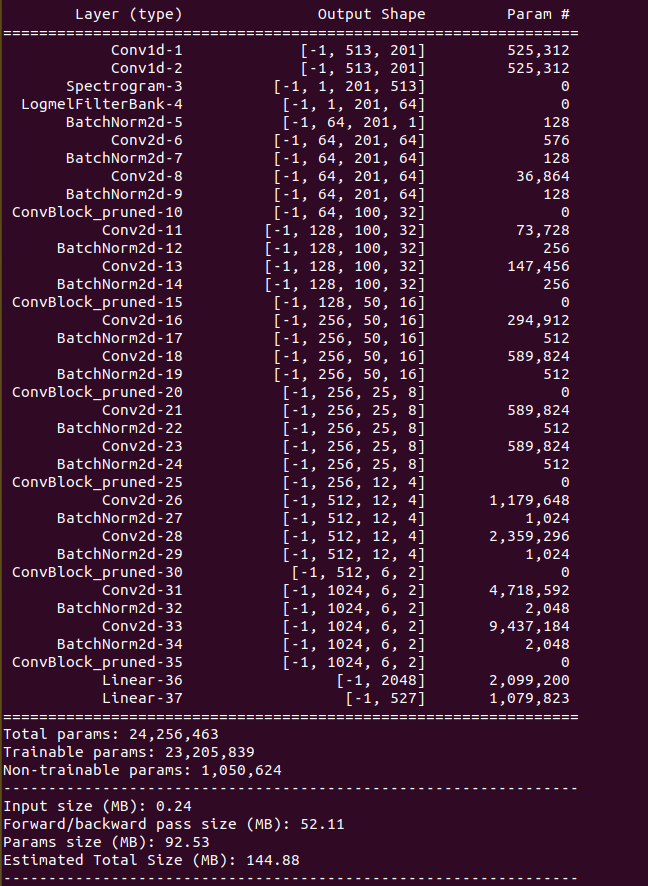 Layer (type) Output Shape Param #
================================================================
Conv1d-1 [-1, 513, 201] 525,312
Conv1d-2 [-1, 513, 201] 525,312
Spectrogram-3 [-1, 1, 201, 513] 0
LogmelFilterBank-4 [-1, 1, 201, 64] 0
BatchNorm2d-5 [-1, 64, 201, 1] 128
Conv2d-6 [-1, 64, 201, 64] 576
BatchNorm2d-7 [-1, 64, 201, 64] 128
Conv2d-8 [-1, 64, 201, 64] 36,864
BatchNorm2d-9 [-1, 64, 201, 64] 128
ConvBlock_pruned-10 [-1, 64, 100, 32] 0
Conv2d-11 [-1, 128, 100, 32] 73,728
BatchNorm2d-12 [-1, 128, 100, 32] 256
Conv2d-13 [-1, 128, 100, 32] 147,456
BatchNorm2d-14 [-1, 128, 100, 32] 256
ConvBlock_pruned-15 [-1, 128, 50, 16] 0
Conv2d-16 [-1, 256, 50, 16] 294,912
BatchNorm2d-17 [-1, 256, 50, 16] 512
Conv2d-18 [-1, 256, 50, 16] 589,824
BatchNorm2d-19 [-1, 256, 50, 16] 512
ConvBlock_pruned-20 [-1, 256, 25, 8] 0
Conv2d-21 [-1, 256, 25, 8] 589,824
BatchNorm2d-22 [-1, 256, 25, 8] 512
Conv2d-23 [-1, 256, 25, 8] 589,824
BatchNorm2d-24 [-1, 256, 25, 8] 512
ConvBlock_pruned-25 [-1, 256, 12, 4] 0
Conv2d-26 [-1, 512, 12, 4] 1,179,648
BatchNorm2d-27 [-1, 512, 12, 4] 1,024
Conv2d-28 [-1, 512, 12, 4] 2,359,296
BatchNorm2d-29 [-1, 512, 12, 4] 1,024
ConvBlock_pruned-30 [-1, 512, 6, 2] 0
Conv2d-31 [-1, 1024, 6, 2] 4,718,592
BatchNorm2d-32 [-1, 1024, 6, 2] 2,048
Conv2d-33 [-1, 1024, 6, 2] 9,437,184
BatchNorm2d-34 [-1, 1024, 6, 2] 2,048
ConvBlock_pruned-35 [-1, 1024, 6, 2] 0
Linear-36 [-1, 2048] 2,099,200
Linear-37 [-1, 527] 1,079,823
================================================================
Total params: 24,256,463
Trainable params: 23,205,839
Non-trainable params: 1,050,624
----------------------------------------------------------------
Input size (MB): 0.24
Forward/backward pass size (MB): 52.11
Params size (MB): 92.53
Estimated Total Size (MB): 144.88
----------------------------------------------------------------